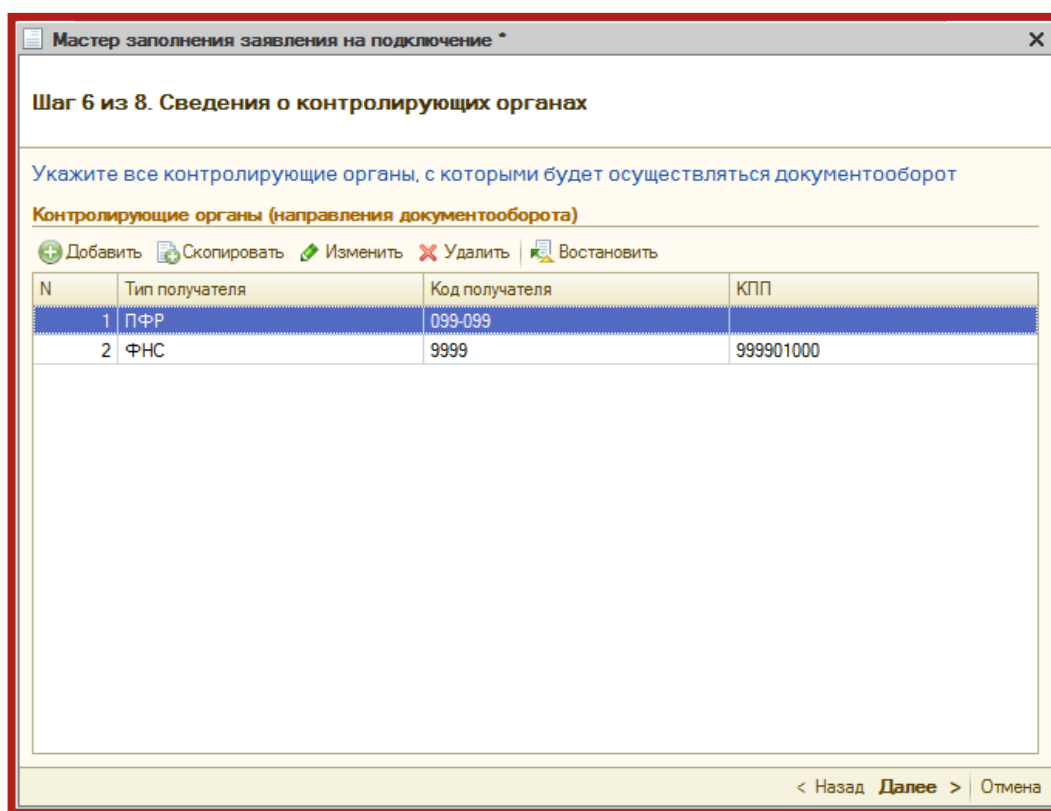 Мастер заполнения заявления на подключение *
Шаг 6 из 8. Сведения о контролирующих органах
Укажите все контролирующие органы, с которыми будет осуществляться документооборот
Контролирующие органы (направления документооборота)
Добавить Скопировать Изменить Удалить Востановить
N Тип получателя Код получателя КПП
1 ПФР 099-099
2 ФНС 9999 999901000
< Назад Далее > Отмена